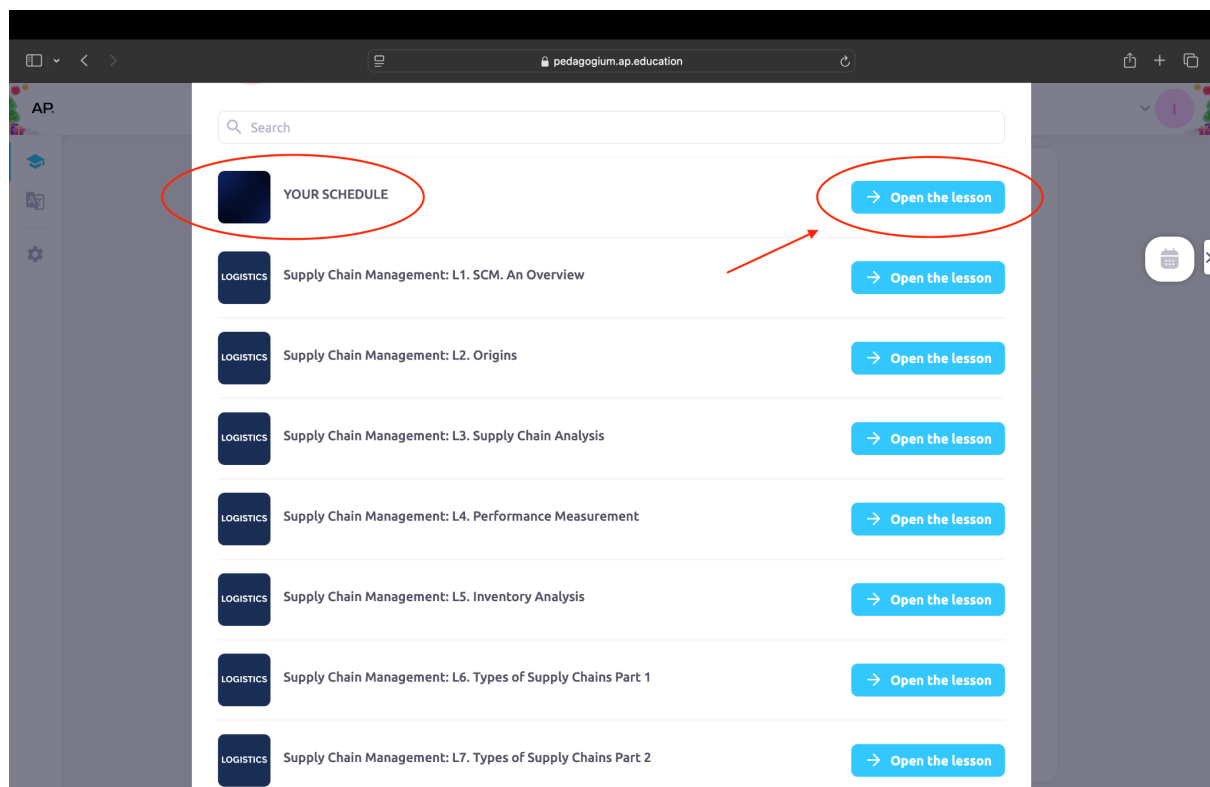 pedagogium.ap.education
AP.
I
Search
YOUR SCHEDULE
Open the lesson
LOGISTICS
Supply Chain Management: L1. SCM. An Overview
Open the lesson
LOGISTICS
Supply Chain Management: L2. Origins
Open the lesson
LOGISTICS
Supply Chain Management: L3. Supply Chain Analysis
Open the lesson
LOGISTICS
Supply Chain Management: L4. Performance Measurement
Open the lesson
LOGISTICS
Supply Chain Management: L5. Inventory Analysis
Open the lesson
LOGISTICS
Supply Chain Management: L6. Types of Supply Chains Part 1
Open the lesson
LOGISTICS
Supply Chain Management: L7. Types of Supply Chains Part 2
Open the lesson